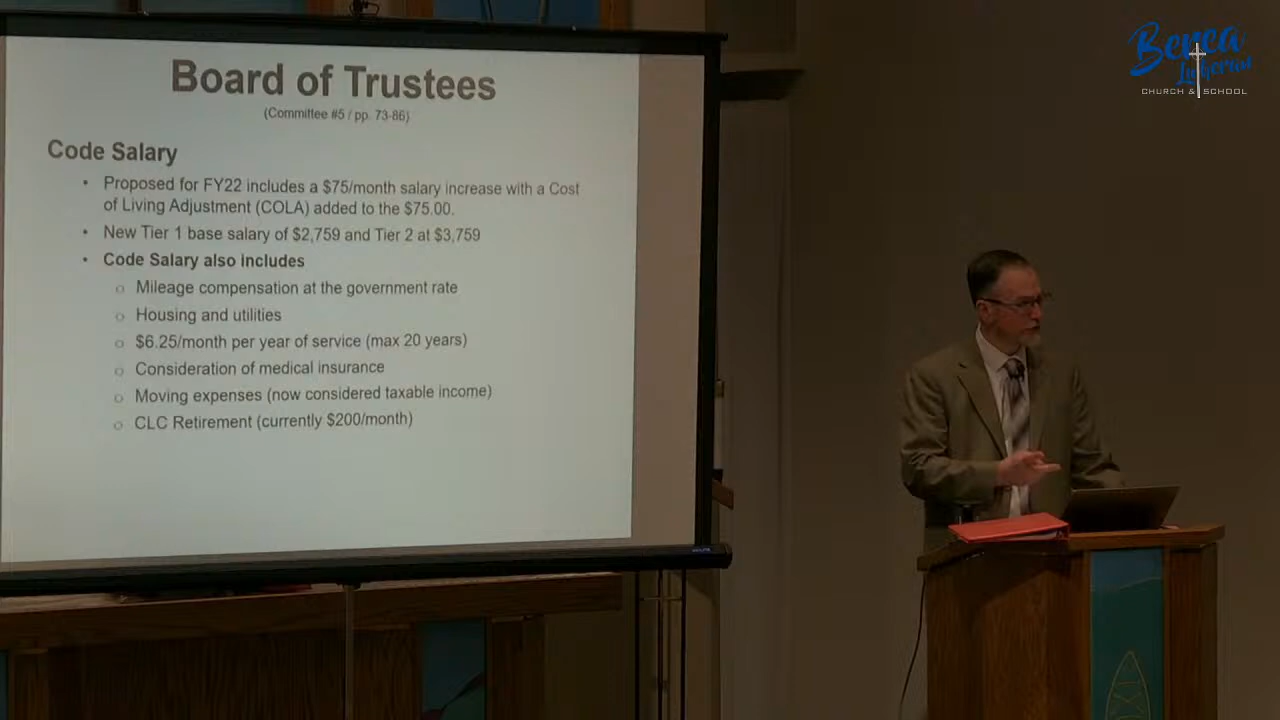 Board of Trustees
(Committee #5 / pp. 73-86)
Code Salary
• Proposed for FY22 includes a $75/month salary increase with a Cost
of Living Adjustment (COLA) added to the $75.00.
• New Tier 1 base salary of $2,759 and Tier 2 at $3,759
• Code Salary also includes
o Mileage compensation at the government rate
o Housing and utilities
o $6.25/month per year of service (max 20 years)
o Consideration of medical insurance
o Moving expenses (now considered taxable income)
o CLC Retirement (currently $200/month)
Berea
Lutheran
CHURCH & SCHOOL